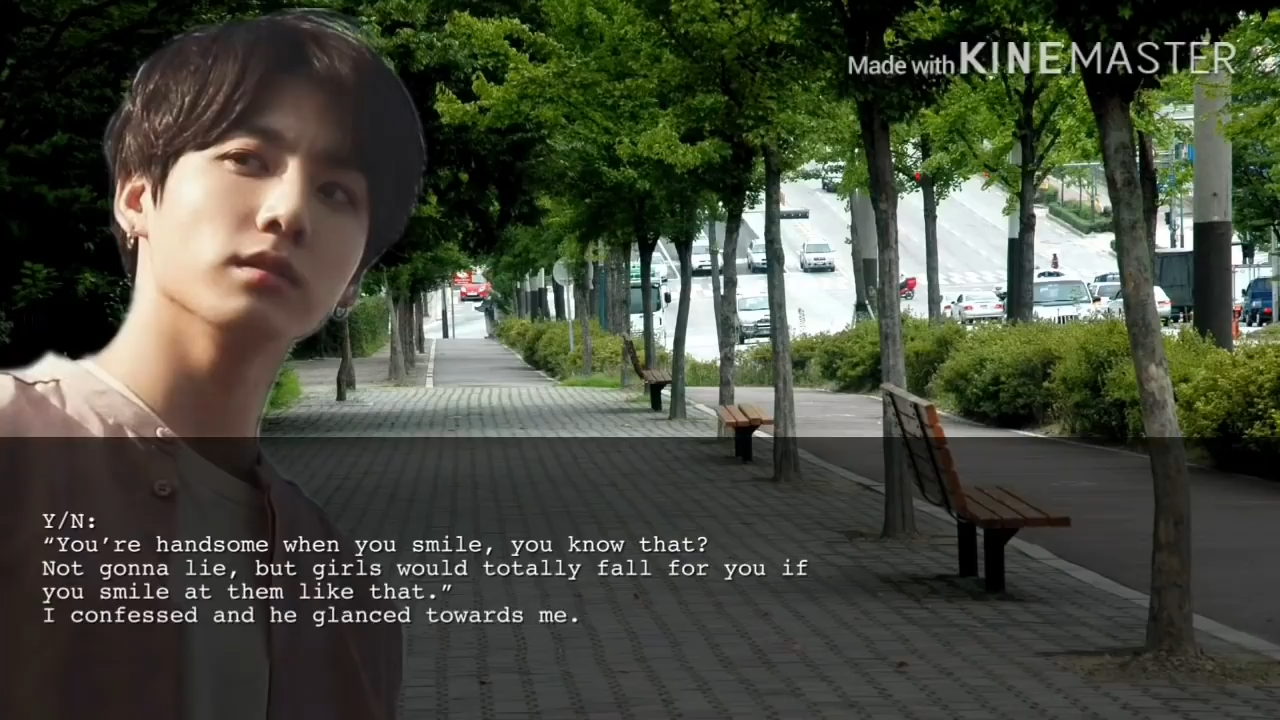 Made with KINEMASTER
Y/N:
“You’re handsome when you smile, you know that?
Not gonna lie, but girls would totally fall for you if
you smile at them like that.”
I confessed and he glanced towards me.